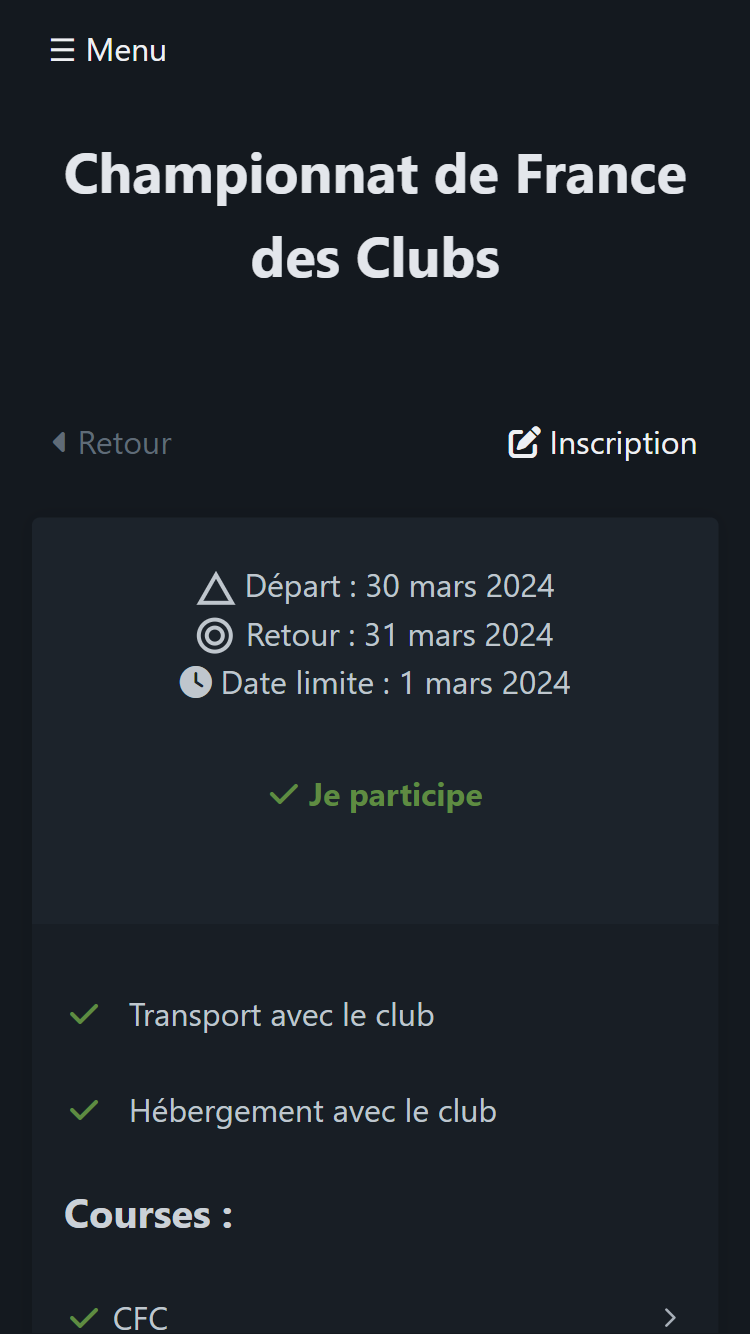 ☰ Menu
Championnat de France
des Clubs
Retour
Inscription
Départ : 30 mars 2024
Retour : 31 mars 2024
Date limite : 1 mars 2024
Je participe
Transport avec le club
Hébergement avec le club
Courses :
CFC